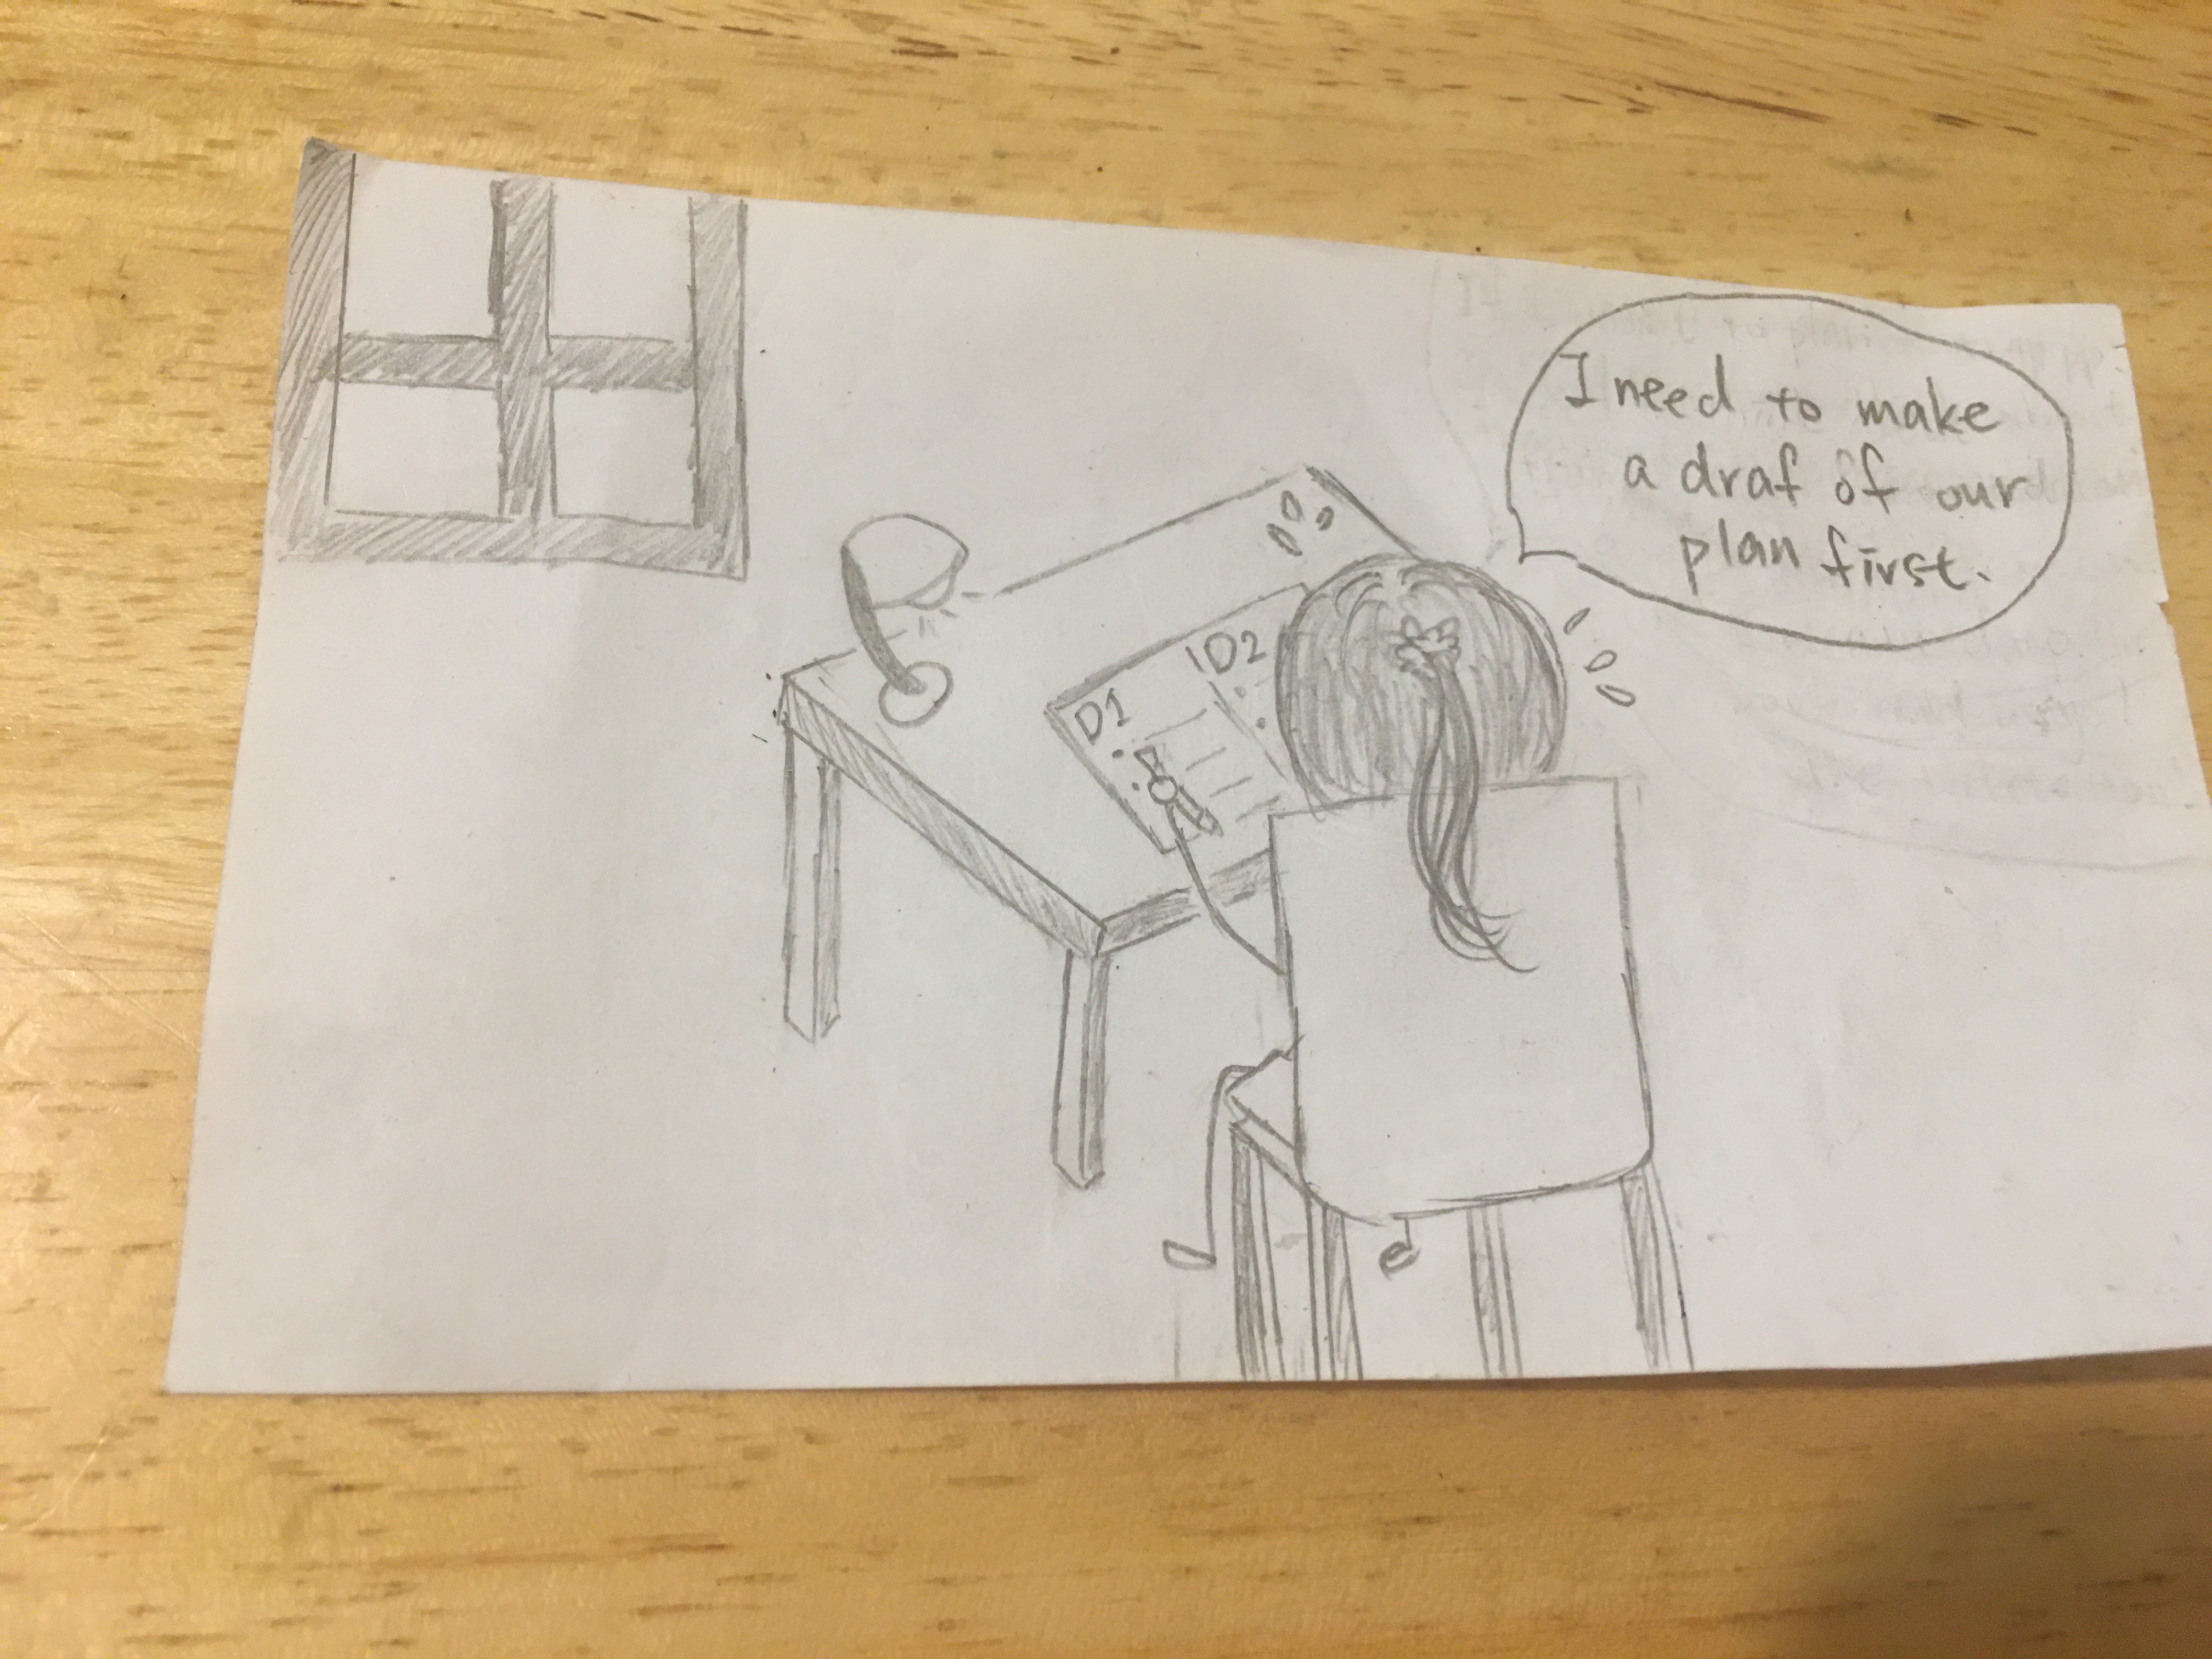 I need to make
a draf of our
plan first.
D1
D2